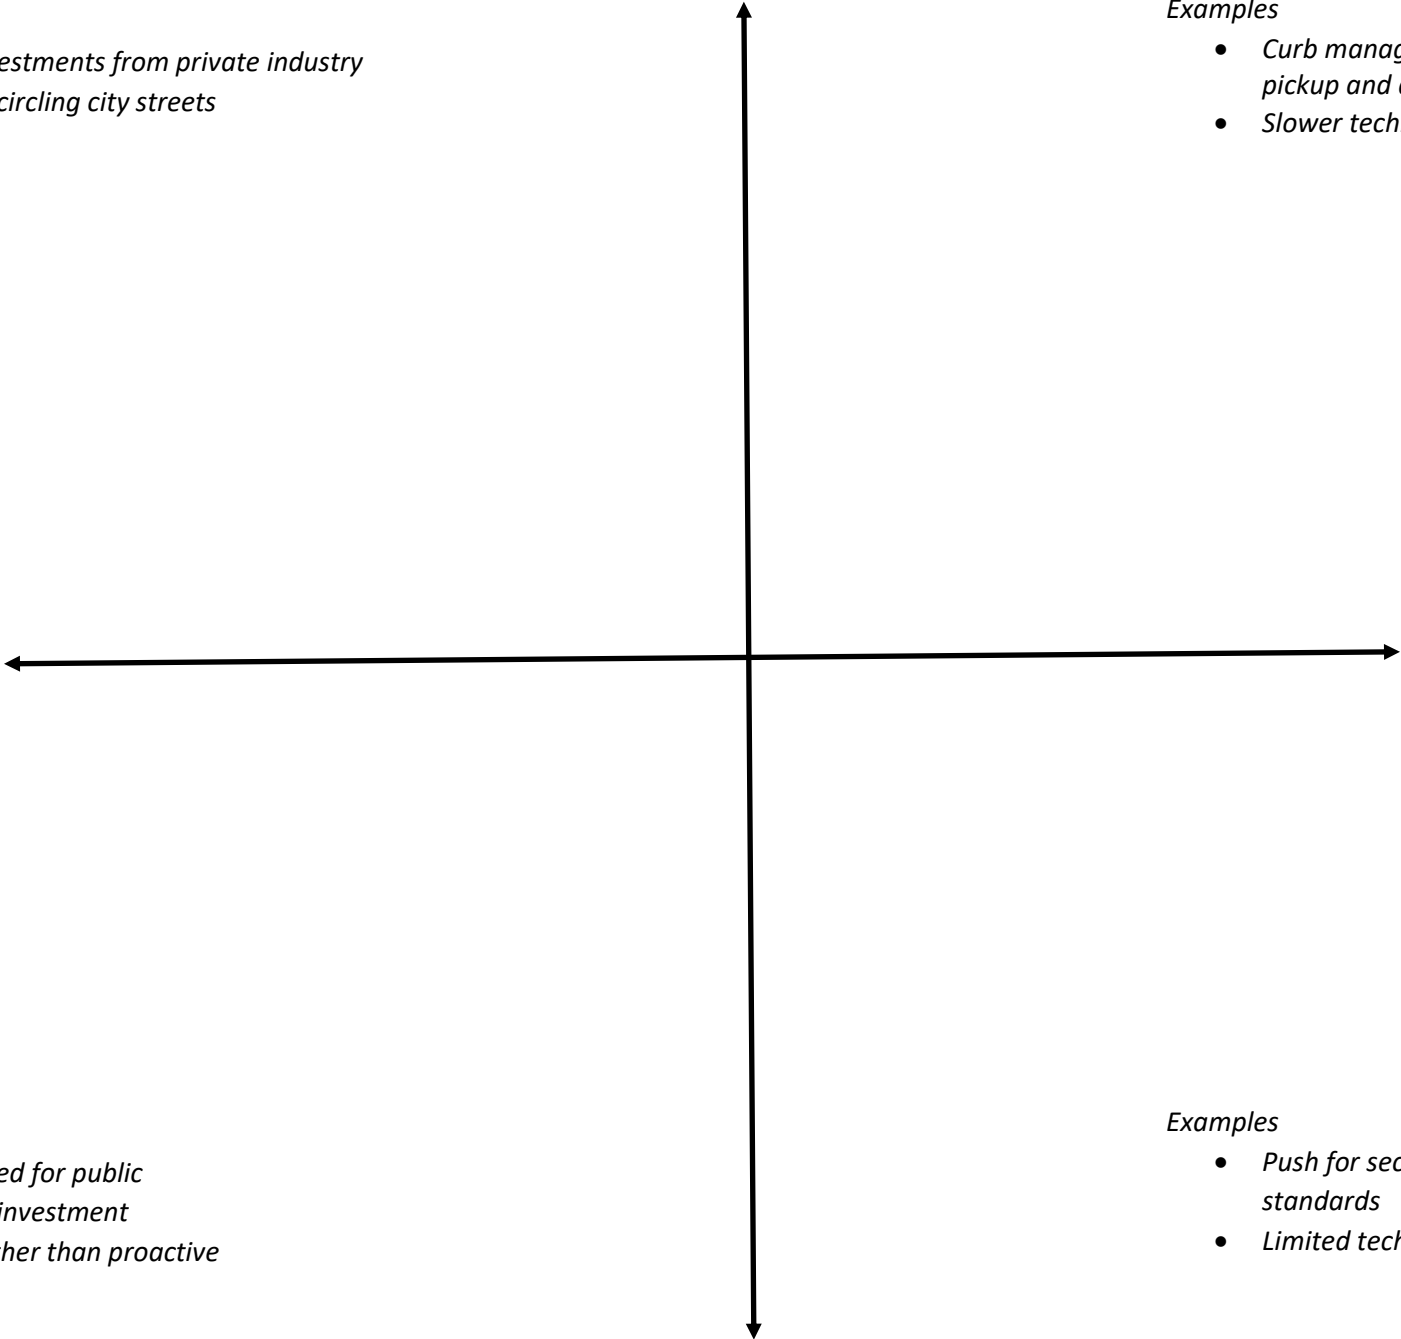 Examples
estments from private industry
• Curb manag
circling city streets
pickup and
• Slower tech
Examples
ed for public
• Push for sec
investment
standards
her than proactive
• Limited tech